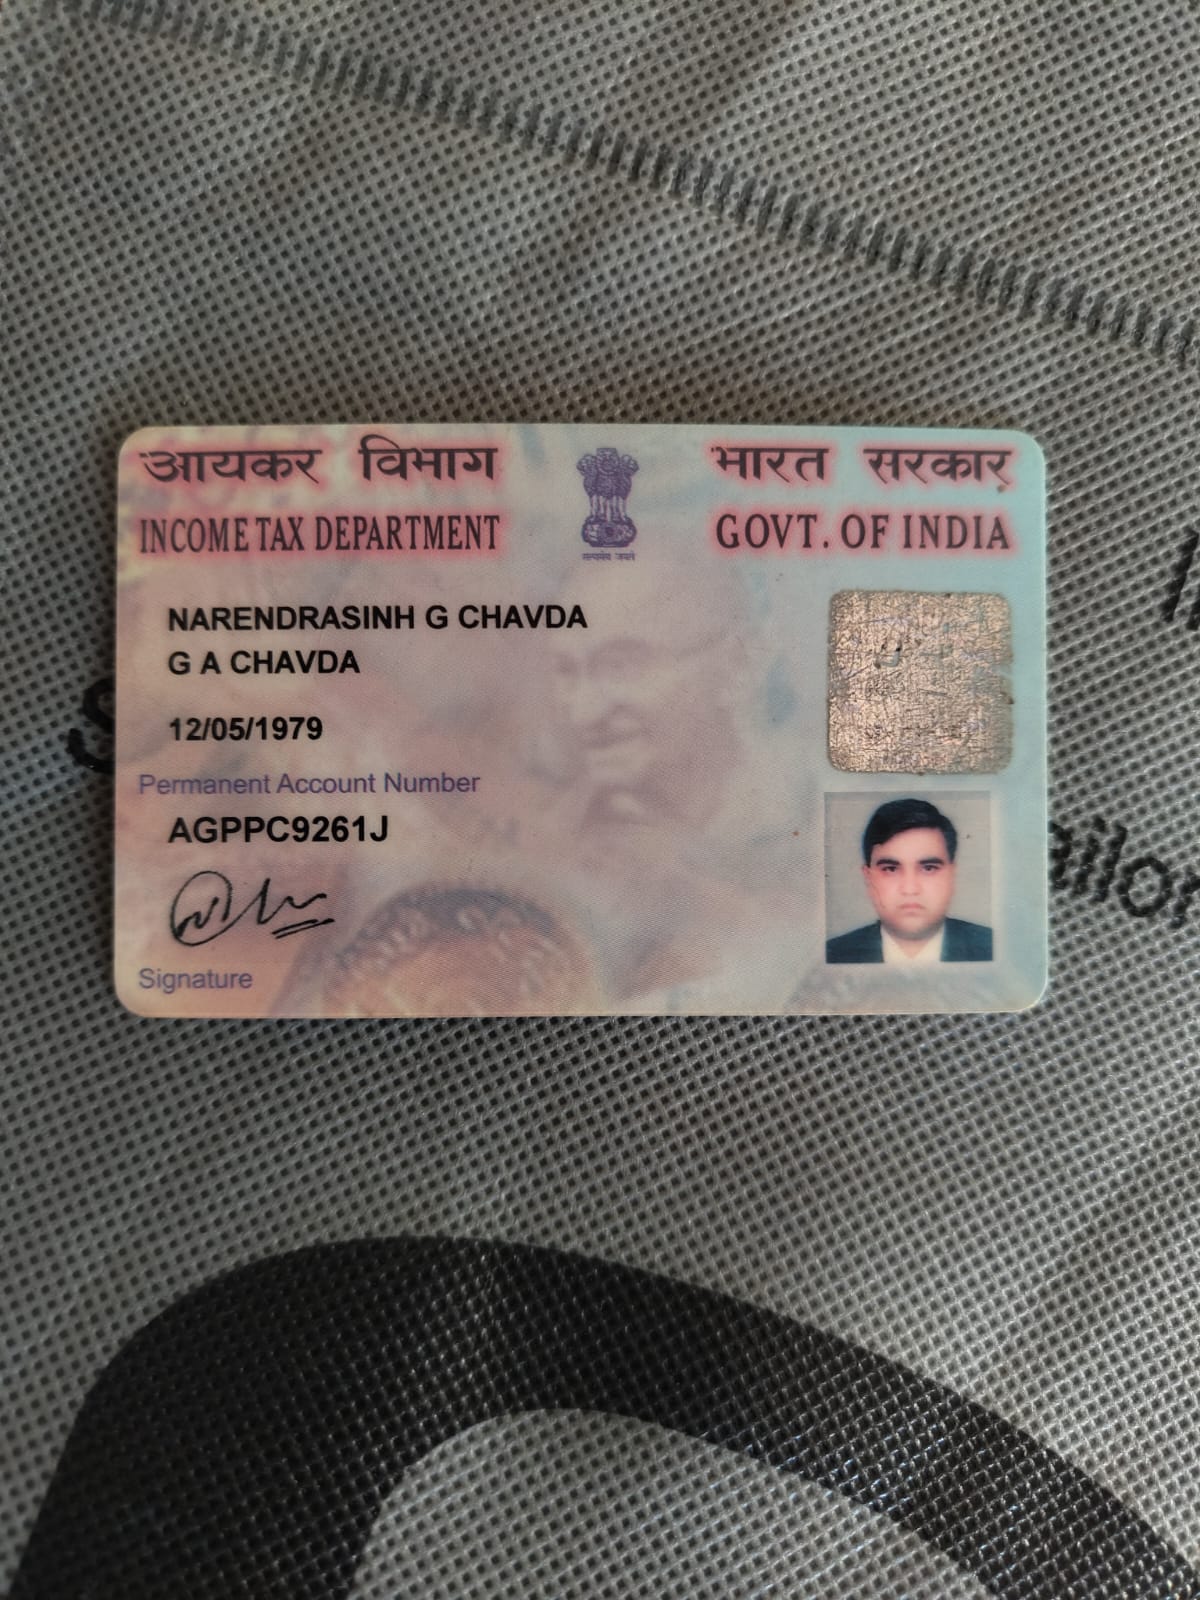 आयकर विभाग
INCOME TAX DEPARTMENT
सत्यमेव जयते
भारत सरकार
GOVT. OF INDIA
NARENDRASINH G CHAVDA
G A CHAVDA
12/05/1979
Permanent Account Number
AGPPC9261J
Signature